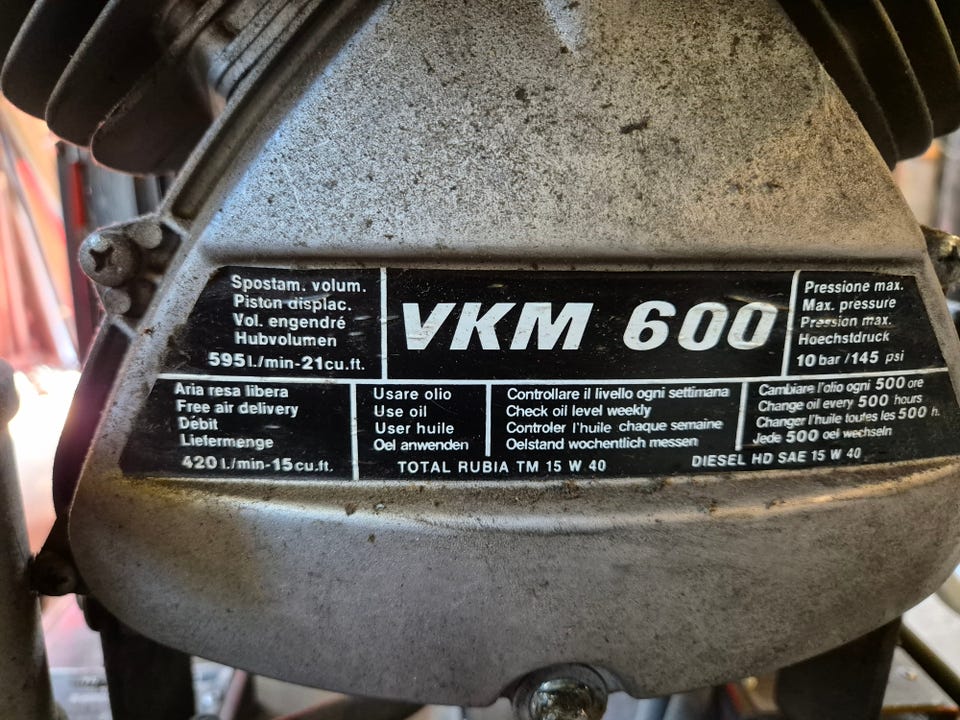 Spostam. volum.
Piston displac.
Vol. engendré
Hubvolumen
595 l./min-21cu.ft.
VKM 600
Pressione max.
Max. pressure
Pression max.
Hoechstdruck
10 bar /145 psi
Aria resa libera
Free air delivery
Débit
Liefermenge
420 l./min-15cu.ft.
Usare olio
Use oil
User huile
Oel anwenden
Controllare il livello ogni settimana
Check oil level weekly
Controler l'huile chaque semaine
Oelstand wochentlich messen
Cambiare l'olio ogni 500 ore
Change oil every 500 hours
Changer l'huile toutes les 500 h.
Jede 500 oel wechseln
TOTAL RUBIA TM 15 W 40
DIESEL HD SAE 15 W 40